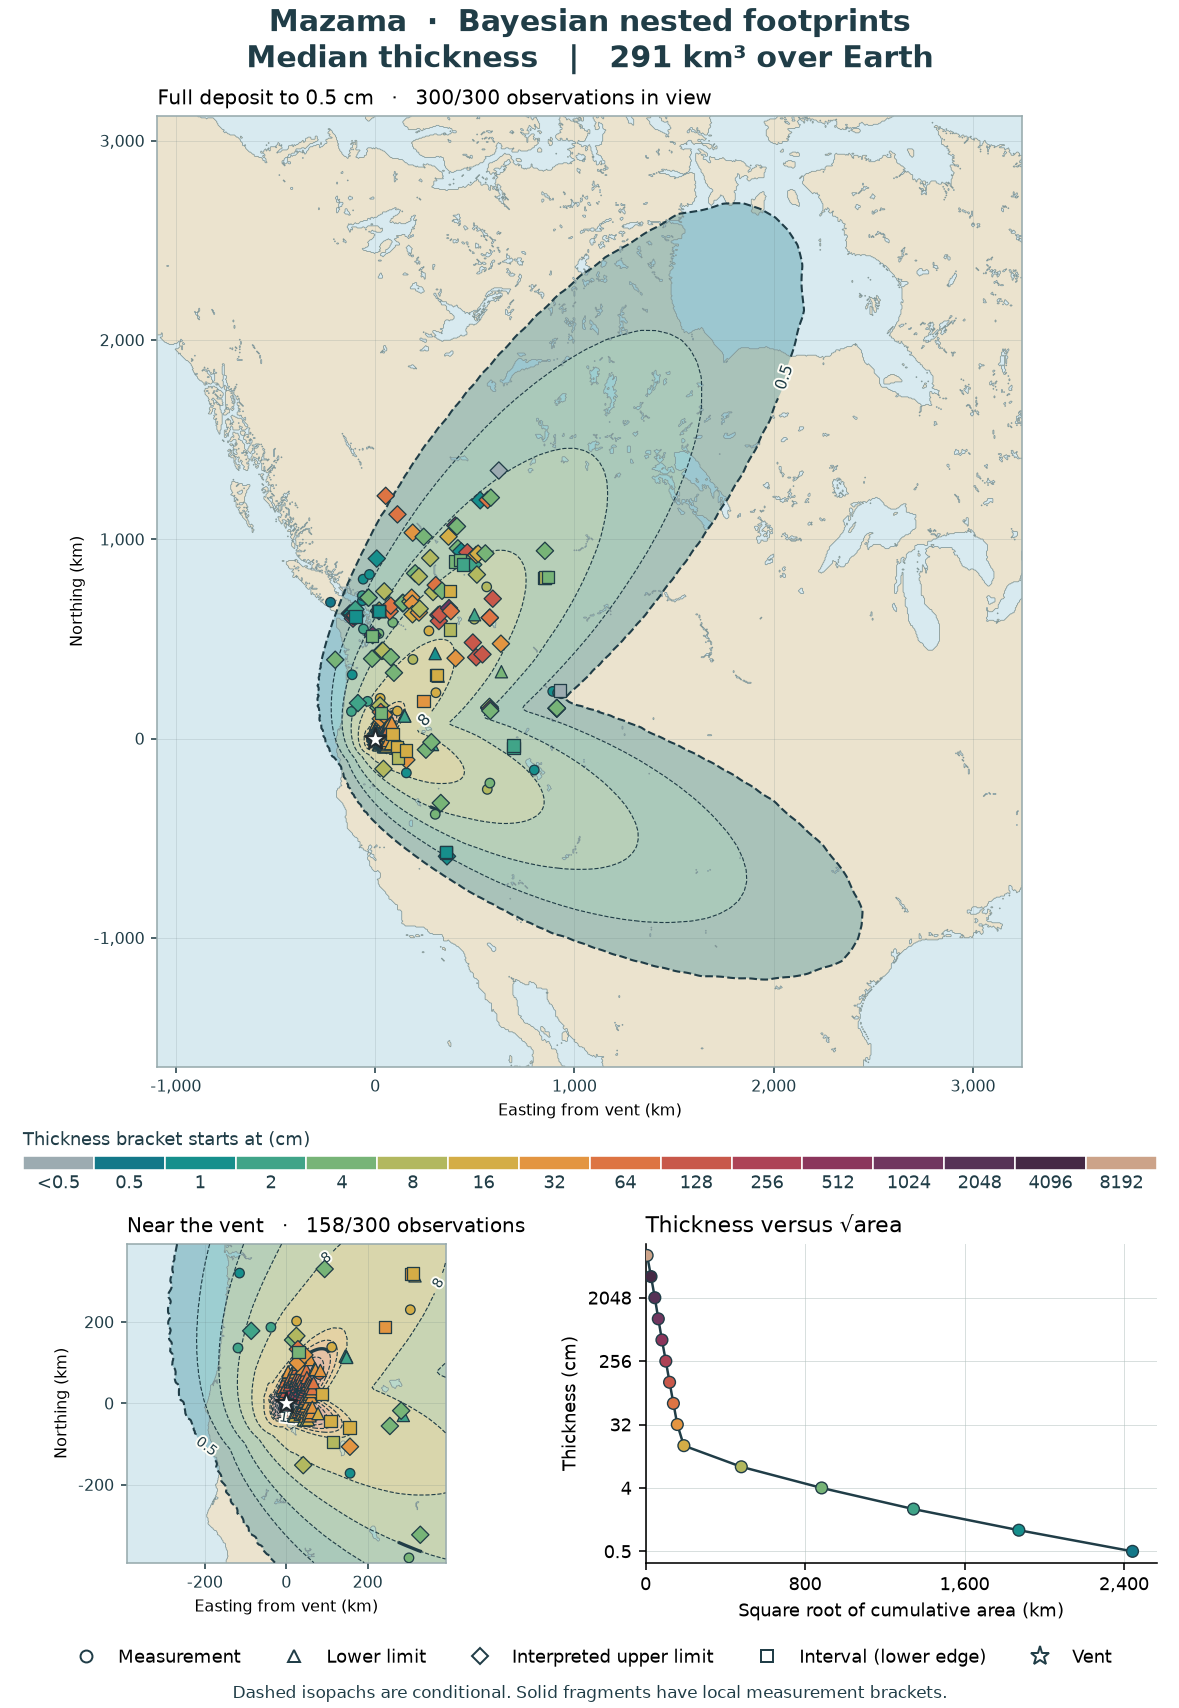 Mazama · Bayesian nested footprints
Median thickness | 291 km³ over Earth
Full deposit to 0.5 cm · 300/300 observations in view
3,000
2,000
1,000
0
-1,000
Northing (km)
0.5
8
-1,000 0 1,000 2,000 3,000
Easting from vent (km)
Thickness bracket starts at (cm)
<0.5 0.5 1 2 4 8 16 32 64 128 256 512 1024 2048 4096 8192
Near the vent · 158/300 observations
200
0
-200
Northing (km)
8
8
0.5
-200 0 200
Easting from vent (km)
Thickness versus √area
2048
256
32
4
0.5
Thickness (cm)
0 800 1,600 2,400
Square root of cumulative area (km)
Measurement Lower limit Interpreted upper limit Interval (lower edge) Vent
Dashed isopachs are conditional. Solid fragments have local measurement brackets.